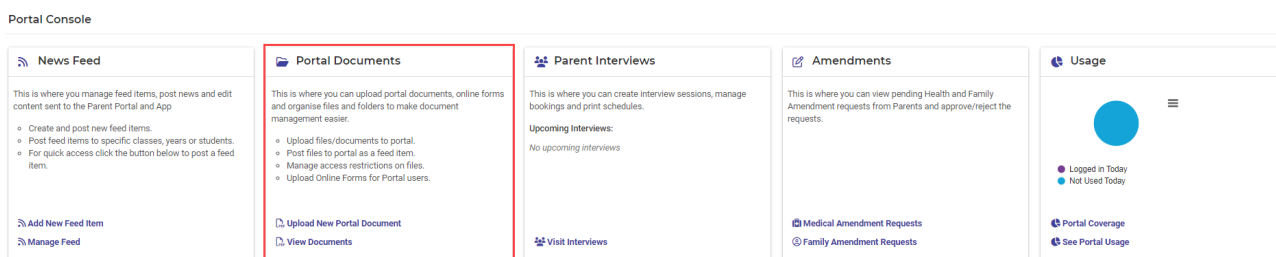 Portal Console
News Feed
This is where you manage feed items, post news and edit
content sent to the Parent Portal and App
Create and post new feed items.
Post feed items to specific classes, years or students.
For quick access click the button below to post a feed
item.
Add New Feed Item
Manage Feed
Portal Documents
This is where you can upload portal documents, online forms
and organise files and folders to make document
management easier.
Upload files/documents to portal.
Post files to portal as a feed item.
Manage access restrictions on files.
Upload Online Forms for Portal users.
Upload New Portal Document
View Documents
Parent Interviews
This is where you can create interview sessions, manage
bookings and print schedules.
Upcoming Interviews:
No upcoming interviews
Visit Interviews
Amendments
This is where you can view pending Health and Family
Amendment requests from Parents and approve/reject the
requests.
Medical Amendment Requests
Family Amendment Requests
Usage
Logged in Today
Not Used Today
Portal Coverage
See Portal Usage